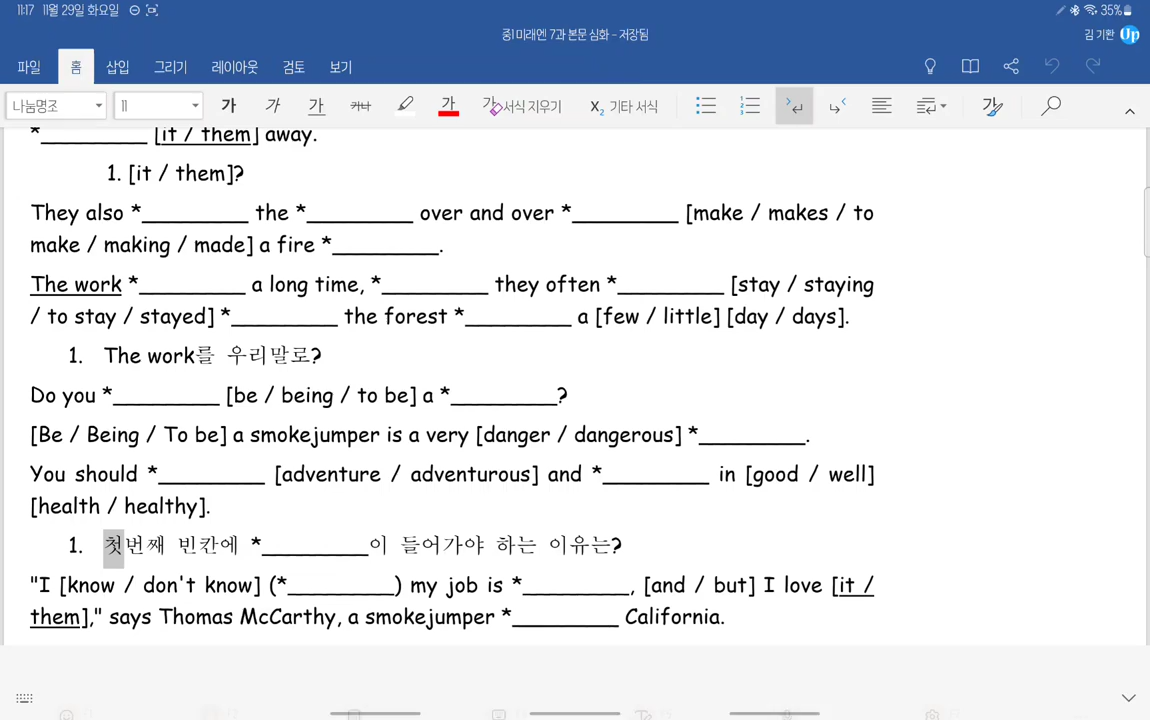 11:17 11월 29일 화요일 35%
중1 미래엔 7과 본문 심화 - 저장됨
김 기환 Up
파일 홈 삽입 그리기 레이아웃 검토 보기
나눔명조 11 가 가 가 가나 가 가 서식 지우기 X₂ 기타 서식 가
*_________ [it / them] away.
1. [it / them]?
They also *_________ the *_________ over and over *_________ [make / makes / to
make / making / made] a fire *_________.
The work *_________ a long time, *_________ they often *_________ [stay / staying
/ to stay / stayed] *_________ the forest *_________ a [few / little] [day / days].
1. The work를 우리말로?
Do you *_________ [be / being / to be] a *_________?
[Be / Being / To be] a smokejumper is a very [danger / dangerous] *_________.
You should *_________ [adventure / adventurous] and *_________ in [good / well]
[health / healthy].
1. 첫번째 빈칸에 *_________이 들어가야 하는 이유는?
"I [know / don't know] (*_________) my job is *_________, [and / but] I love [it /
them]," says Thomas McCarthy, a smokejumper *_________ California.